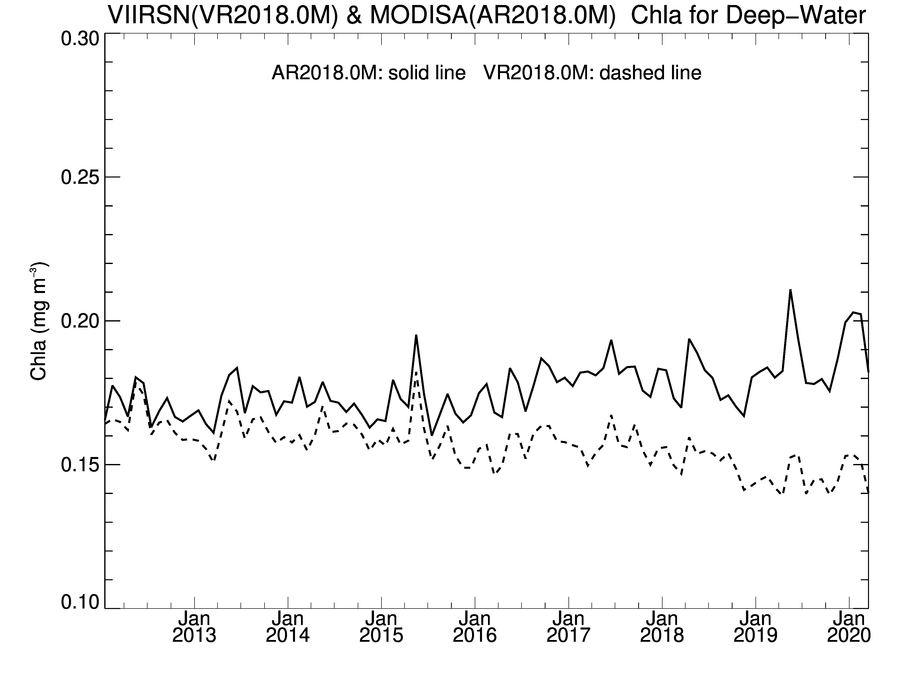 VIIRSN(VR2018.0M) & MODISA(AR2018.0M)  Chla for Deep−Water
AR2018.0M: solid line   VR2018.0M: dashed line
0.30
0.25
0.20
0.15
0.10
Chla (mg m⁻³)
Jan Jan Jan Jan Jan Jan Jan Jan
2013 2014 2015 2016 2017 2018 2019 2020